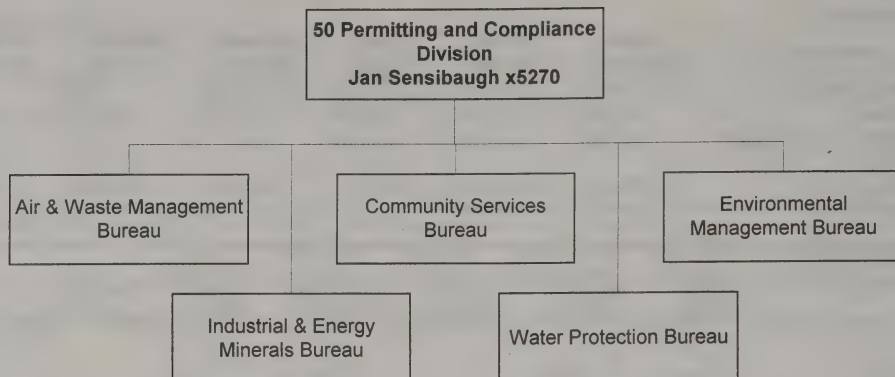 50 Permitting and Compliance
Division
Jan Sensibaugh x5270
Air & Waste Management
Bureau
Community Services
Bureau
Environmental
Management Bureau
Industrial & Energy
Minerals Bureau
Water Protection Bureau